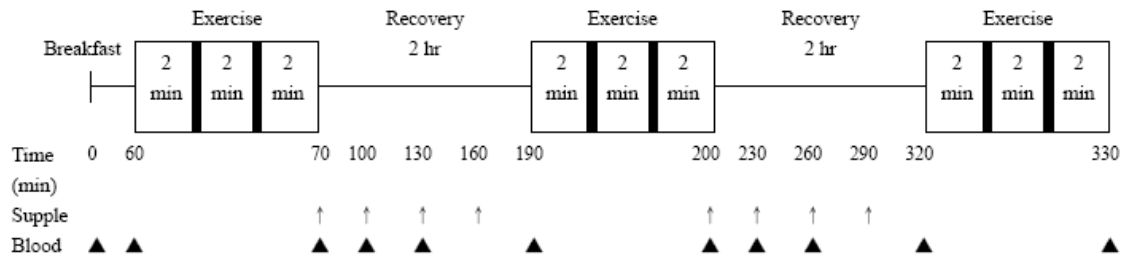 Exercise Recovery Exercise Recovery Exercise
Breakfast 2 hr 2 hr
2 2 2 2 2 2 2 2 2
min min min min min min min min min
Time 0 60 70 100 130 160 190 200 230 260 290 320 330
(min)
Supple ↑ ↑ ↑ ↑ ↑ ↑ ↑ ↑
Blood ▲ ▲ ▲ ▲ ▲ ▲ ▲ ▲ ▲ ▲ ▲